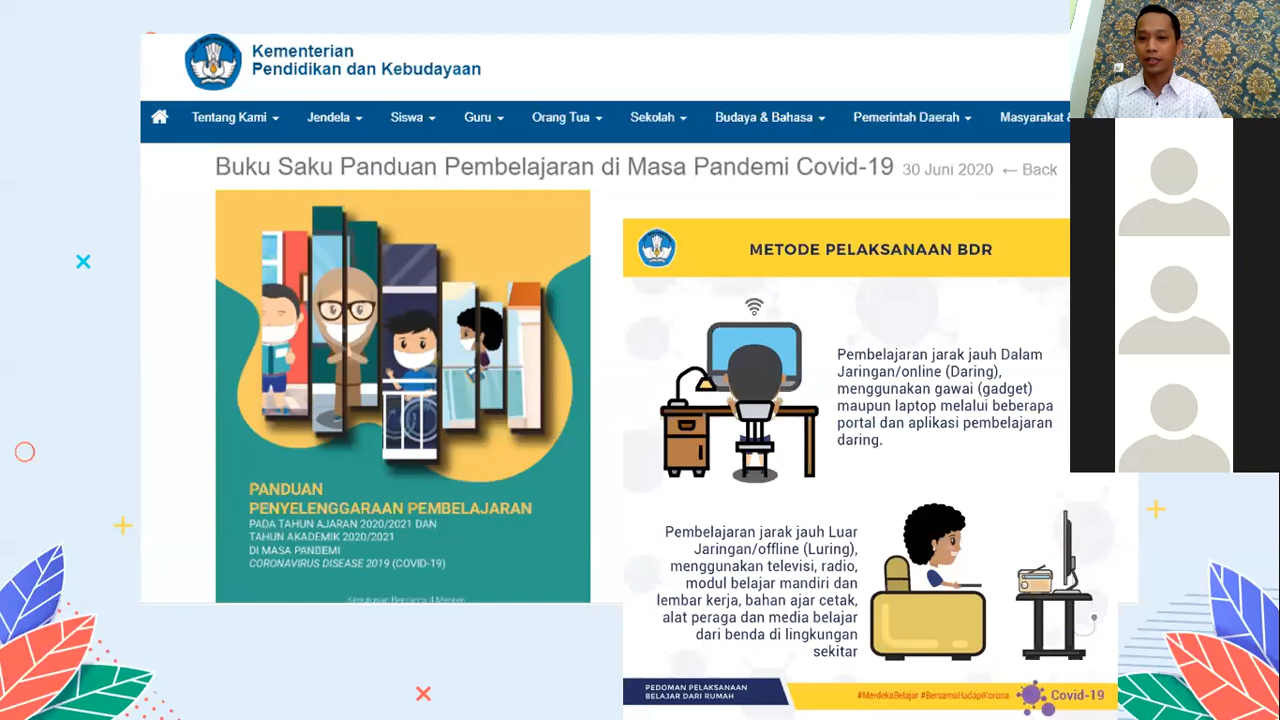 Kementerian
Pendidikan dan Kebudayaan
Tentang Kami Jendela Siswa Guru Orang Tua Sekolah Budaya & Bahasa Pemerintah Daerah Masyarakat &
Buku Saku Panduan Pembelajaran di Masa Pandemi Covid-19 30 Juni 2020 ← Back
PANDUAN
PENYELENGGARAAN PEMBELAJARAN
PADA TAHUN AJARAN 2020/2021 DAN
TAHUN AKADEMIK 2020/2021
DI MASA PANDEMI
CORONAVIRUS DISEASE 2019 (COVID-19)
Keputusan Bersama 4 Menteri
METODE PELAKSANAAN BDR
Pembelajaran jarak jauh Dalam
Jaringan/online (Daring),
menggunakan gawai (gadget)
maupun laptop melalui beberapa
portal dan aplikasi pembelajaran
daring.
Pembelajaran jarak jauh Luar
Jaringan/offline (Luring),
menggunakan televisi, radio,
modul belajar mandiri dan
lembar kerja, bahan ajar cetak,
alat peraga dan media belajar
dari benda di lingkungan
sekitar
PEDOMAN PELAKSANAAN
BELAJAR DARI RUMAH
#MerdekaBelajar #BersamaHadapiKorona
Covid-19